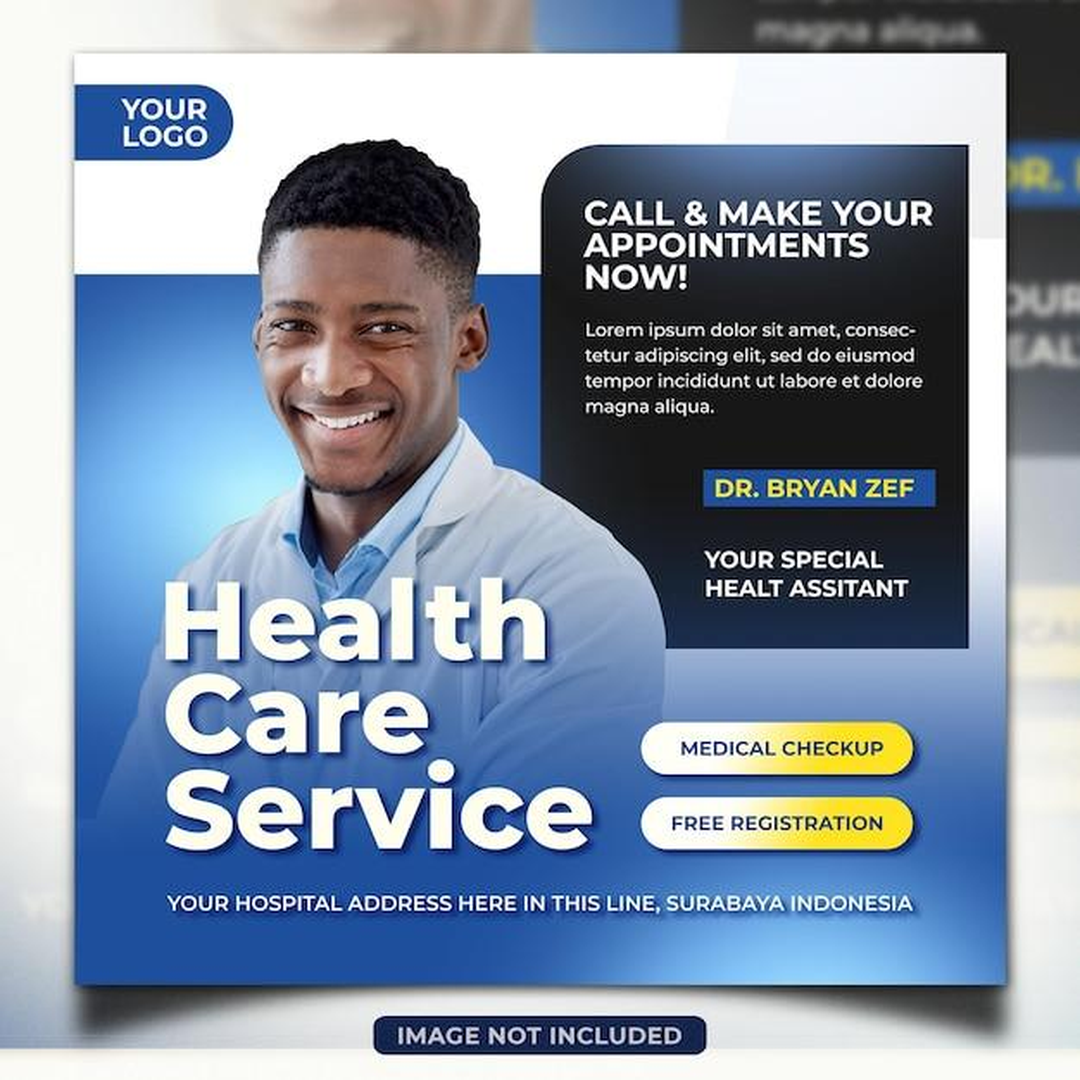 magna aliqua.
YOUR
LOGO
CALL & MAKE YOUR
APPOINTMENTS
NOW!
Lorem ipsum dolor sit amet, consec-
tetur adipiscing elit, sed do eiusmod
tempor incididunt ut labore et dolore
magna aliqua.
DR. BRYAN ZEF
YOUR SPECIAL
HEALT ASSITANT
Health
Care
Service
MEDICAL CHECKUP
FREE REGISTRATION
YOUR HOSPITAL ADDRESS HERE IN THIS LINE, SURABAYA INDONESIA
IMAGE NOT INCLUDED